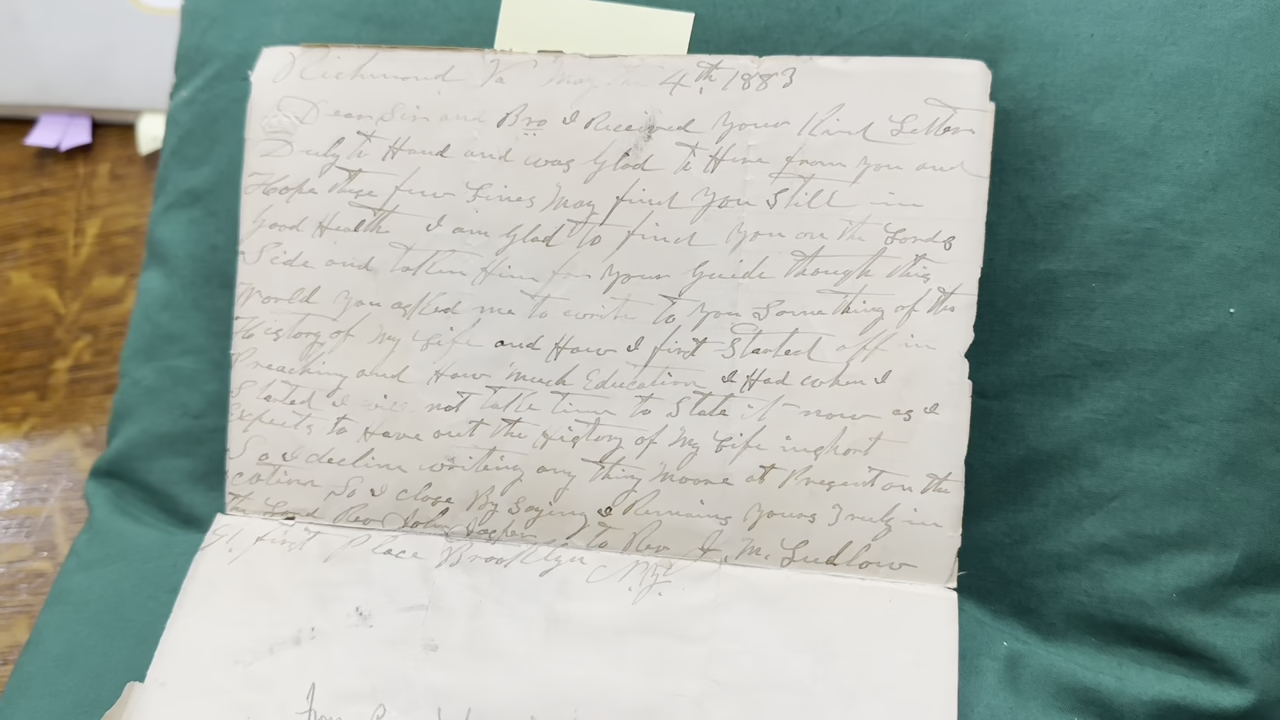 Richmond Va May the 4th. 1883
Dear Sir and Bro I Received your Kind Letter
Duly to Hand and was Glad to Here from you and
Hope these few Lines May find You Still in
Good Health I am Glad to find you on the Lords
Side and taken Him for your Guide though this
World you asked me to write to you Something of the
History of My Life and How I first Started off in
Preaching and How Much Education I Had when I
Started I will not take time to State it now as I
Expects to Have out the History of My Life in short
So I decline writing any thing Moore at Present on the
cation So I close By Saying I Remains yours Truly in
the Lord Rev John Jasper to Rev J. M. Ludlow
91. first Place Brooklyn N.Y.
from